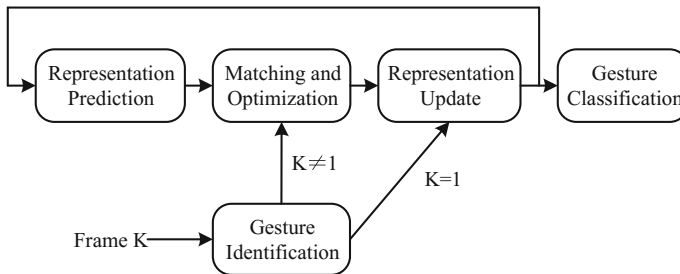 Representation
Prediction
Matching and
Optimization
Representation
Update
Gesture
Classification
K≠1
K=1
Frame K
Gesture
Identification